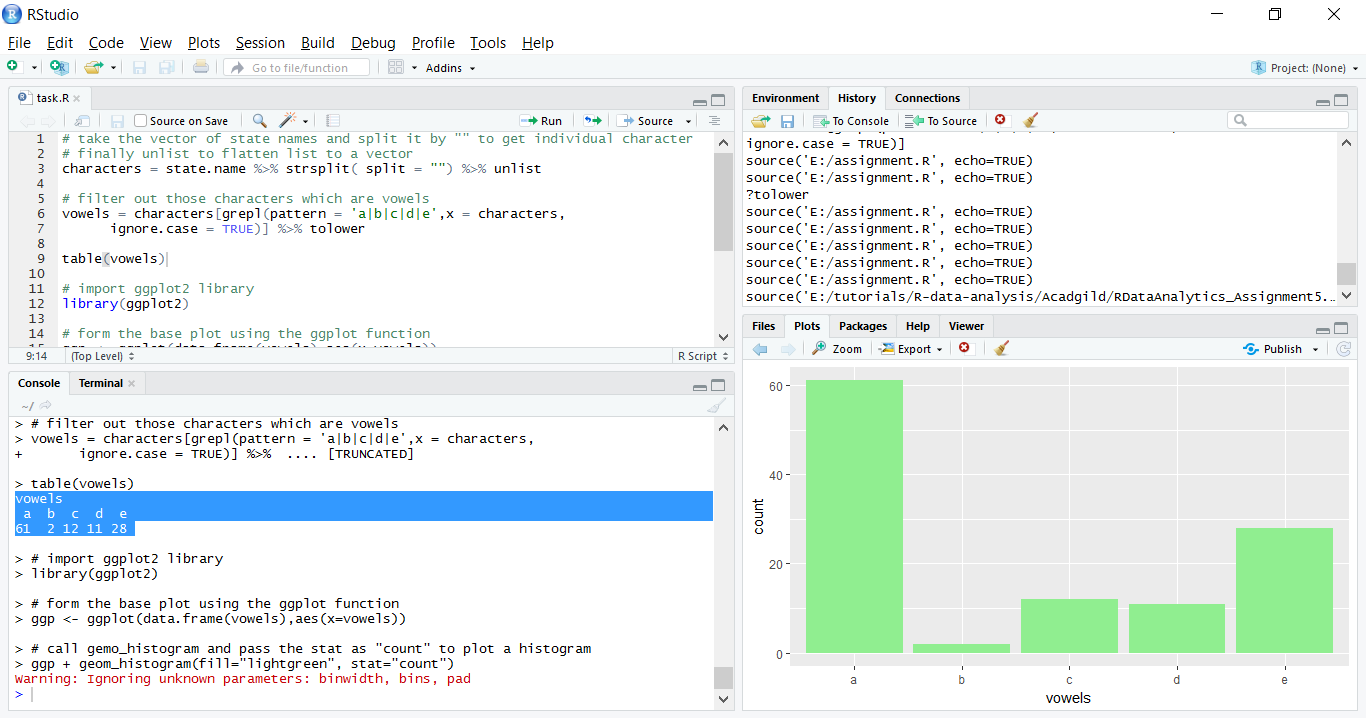 RStudio
File Edit Code View Plots Session Build Debug Profile Tools Help
Go to file/function Addins Project: (None)
task.R
Source on Save Run Source
1 # take the vector of state names and split it by "" to get individual character
2 # finally unlist to flatten list to a vector
3 characters = state.name %>% strsplit( split = "") %>% unlist
4
5 # filter out those characters which are vowels
6 vowels = characters[grepl(pattern = 'a|b|c|d|e',x = characters,
7 ignore.case = TRUE)] %>% tolower
8
9 table(vowels)
10
11 # import ggplot2 library
12 library(ggplot2)
13
14 # form the base plot using the ggplot function
9:14 (Top Level) R Script
Console Terminal
~/
> # filter out those characters which are vowels
> vowels = characters[grepl(pattern = 'a|b|c|d|e',x = characters,
+ ignore.case = TRUE)] %>% .... [TRUNCATED]
> table(vowels)
vowels
a b c d e
61 2 12 11 28
> # import ggplot2 library
> library(ggplot2)
> # form the base plot using the ggplot function
> ggp <- ggplot(data.frame(vowels),aes(x=vowels))
> # call gemo_histogram and pass the stat as "count" to plot a histogram
> ggp + geom_histogram(fill="lightgreen", stat="count")
Warning: Ignoring unknown parameters: binwidth, bins, pad
>
Environment History Connections
To Console To Source
ignore.case = TRUE)]
source('E:/assignment.R', echo=TRUE)
source('E:/assignment.R', echo=TRUE)
?tolower
source('E:/assignment.R', echo=TRUE)
source('E:/assignment.R', echo=TRUE)
source('E:/assignment.R', echo=TRUE)
source('E:/assignment.R', echo=TRUE)
source('E:/assignment.R', echo=TRUE)
source('E:/tutorials/R-data-analysis/Acadgild/RDataAnalytics_Assignment5...
Files Plots Packages Help Viewer
Zoom Export Publish
60
40
20
0
count
a b c d e
vowels